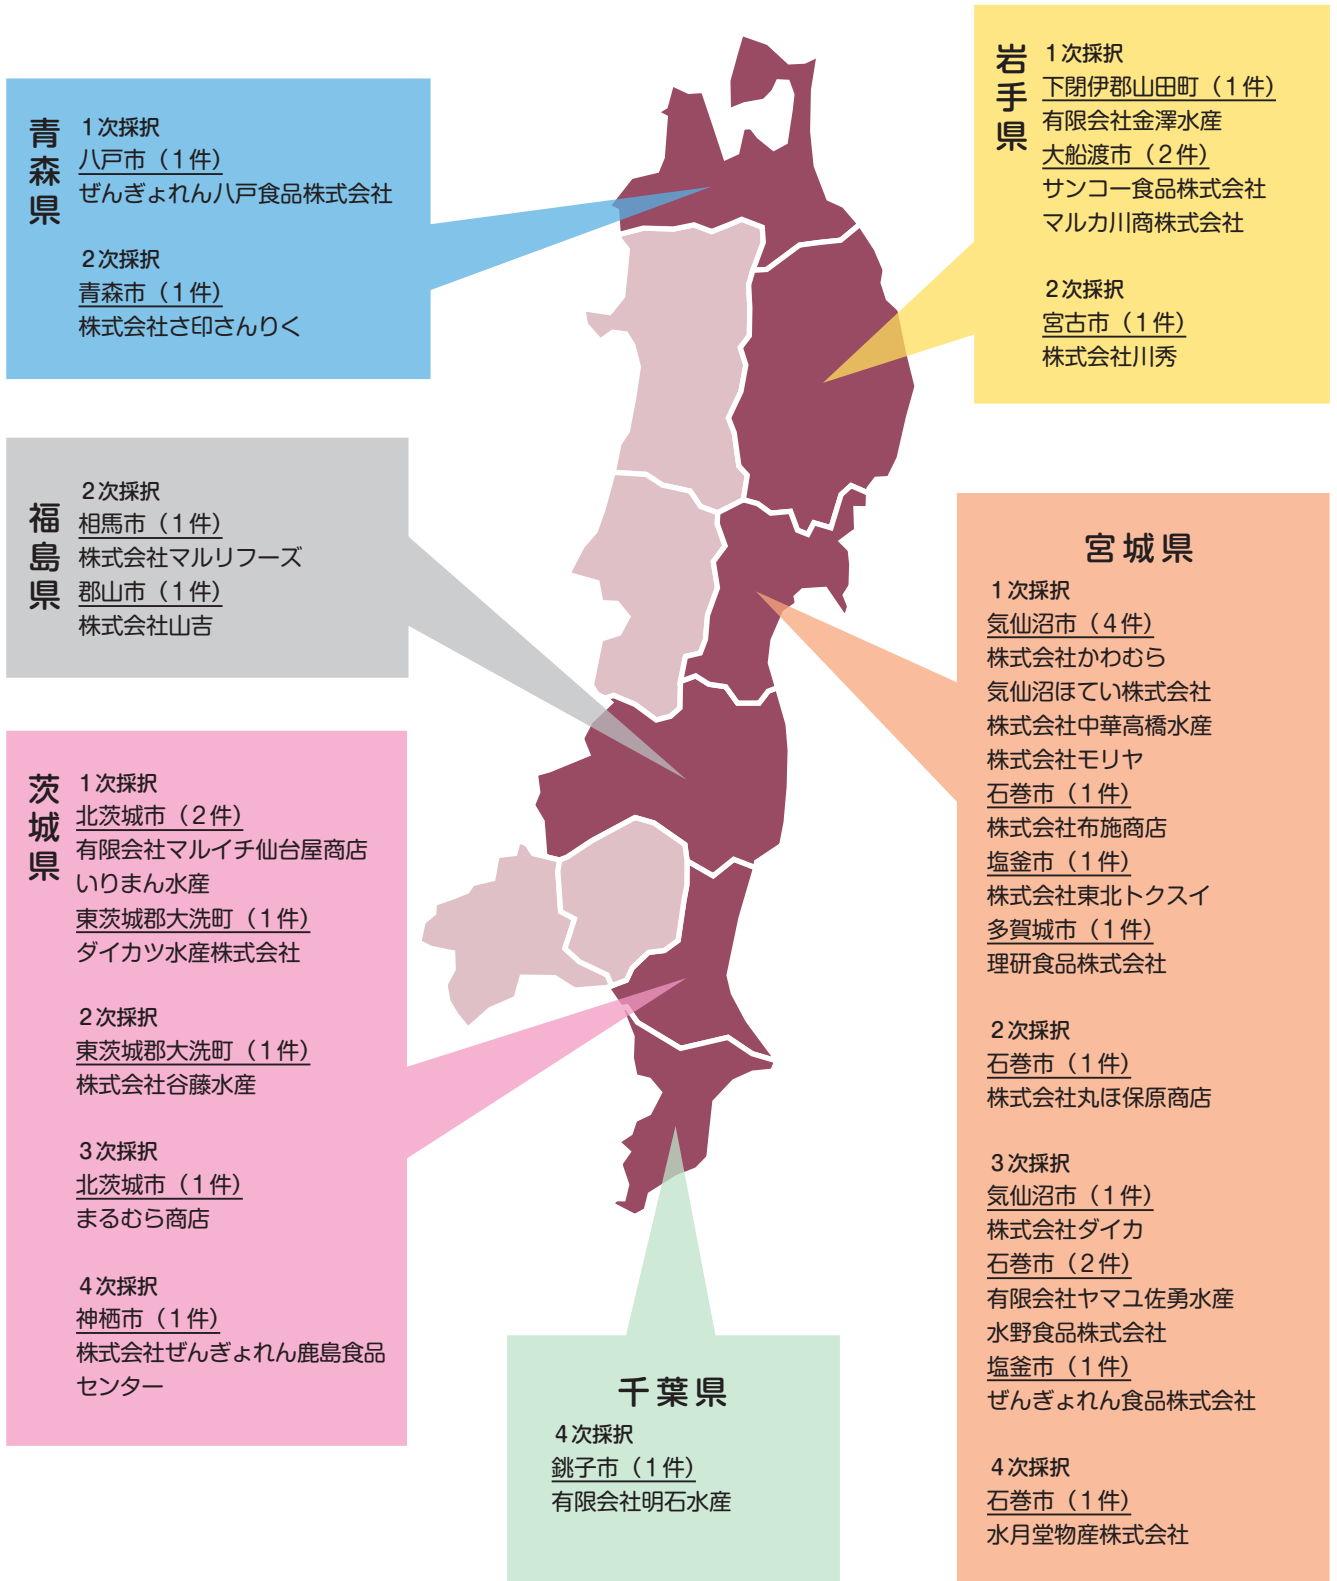 青森県
1次採択
八戸市（1件）
ぜんぎょれん八戸食品株式会社
2次採択
青森市（1件）
株式会社さ印さんりく
岩手県
1次採択
下閉伊郡山田町（1件）
有限会社金澤水産
大船渡市（2件）
サンコー食品株式会社
マルカ川商株式会社
2次採択
宮古市（1件）
株式会社川秀
福島県
2次採択
相馬市（1件）
株式会社マルリフーズ
郡山市（1件）
株式会社山吉
宮城県
1次採択
気仙沼市（4件）
株式会社かわむら
気仙沼ほてい株式会社
株式会社中華高橋水産
株式会社モリヤ
石巻市（1件）
株式会社布施商店
塩釜市（1件）
株式会社東北トクスイ
多賀城市（1件）
理研食品株式会社
2次採択
石巻市（1件）
株式会社丸ほ保原商店
3次採択
気仙沼市（1件）
株式会社ダイカ
石巻市（2件）
有限会社ヤマユ佐勇水産
水野食品株式会社
塩釜市（1件）
ぜんぎょれん食品株式会社
4次採択
石巻市（1件）
水月堂物産株式会社
茨城県
1次採択
北茨城市（2件）
有限会社マルイチ仙台屋商店
いりまん水産
東茨城郡大洗町（1件）
ダイカツ水産株式会社
2次採択
東茨城郡大洗町（1件）
株式会社谷藤水産
3次採択
北茨城市（1件）
まるむら商店
4次採択
神栖市（1件）
株式会社ぜんぎょれん鹿島食品
センター
千葉県
4次採択
銚子市（1件）
有限会社明石水産